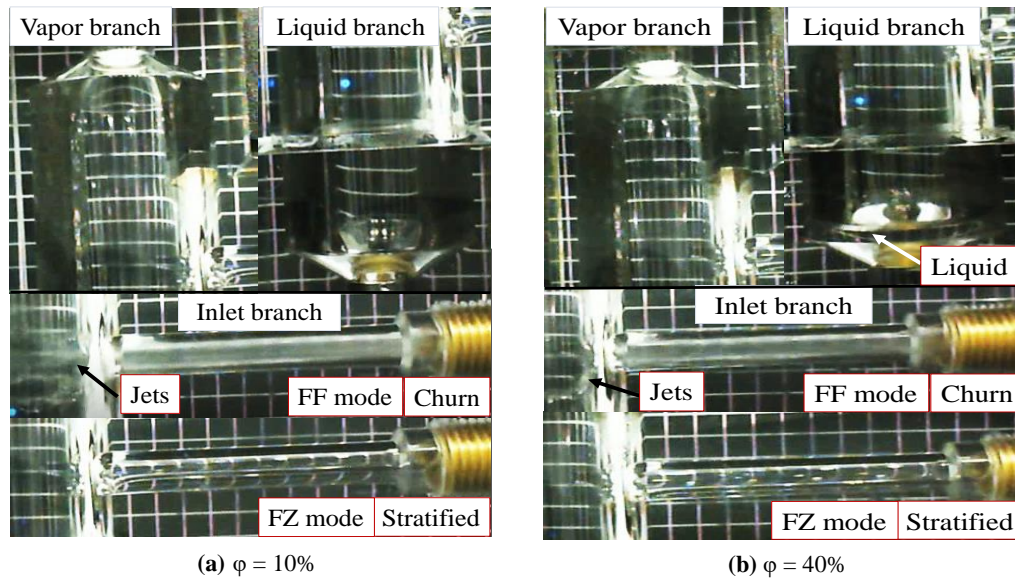 Vapor branch
Liquid branch
Inlet branch
Jets
FF mode
Churn
FZ mode
Stratified
(a) φ = 10%
Vapor branch
Liquid branch
Liquid
Inlet branch
Jets
FF mode
Churn
FZ mode
Stratified
(b) φ = 40%